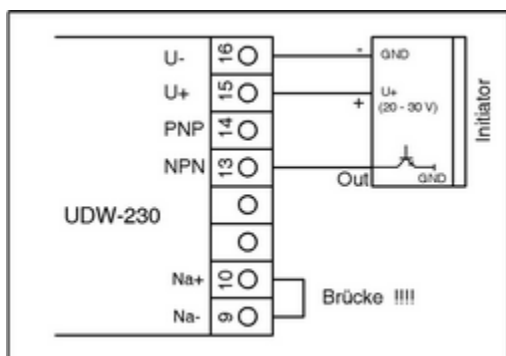 U- 16
U+ 15
PNP 14
NPN 13
UDW-230
Na+ 10
Na- 9
- GND
U+
+ (20 - 30 V)
Out
GND
Initiator
Brücke !!!!